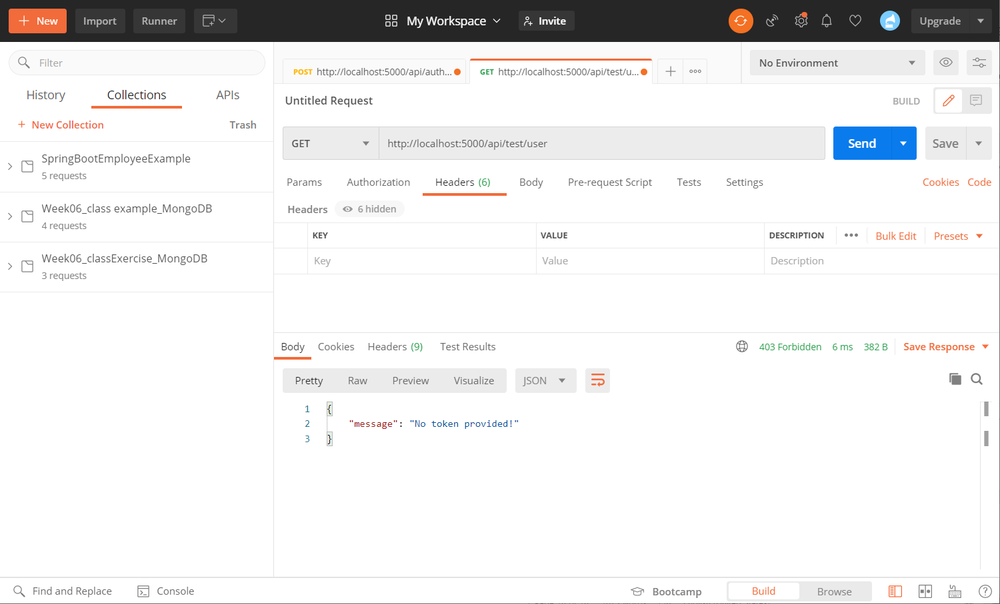 New
Import
Runner
My Workspace
Invite
Upgrade
Filter
History
Collections
APIs
New Collection
Trash
SpringBootEmployeeExample
5 requests
Week06_class example_MongoDB
4 requests
Week06_classExercise_MongoDB
3 requests
POST http://localhost:5000/api/auth...
GET http://localhost:5000/api/test/u...
No Environment
Untitled Request
BUILD
GET
http://localhost:5000/api/test/user
Send
Save
Params
Authorization
Headers (6)
Body
Pre-request Script
Tests
Settings
Cookies
Code
Headers
6 hidden
KEY
VALUE
DESCRIPTION
Bulk Edit
Presets
Key
Value
Description
Body
Cookies
Headers (9)
Test Results
403 Forbidden
6 ms
382 B
Save Response
Pretty
Raw
Preview
Visualize
JSON
1 {
2 "message": "No token provided!"
3 }
Find and Replace
Console
Bootcamp
Build
Browse